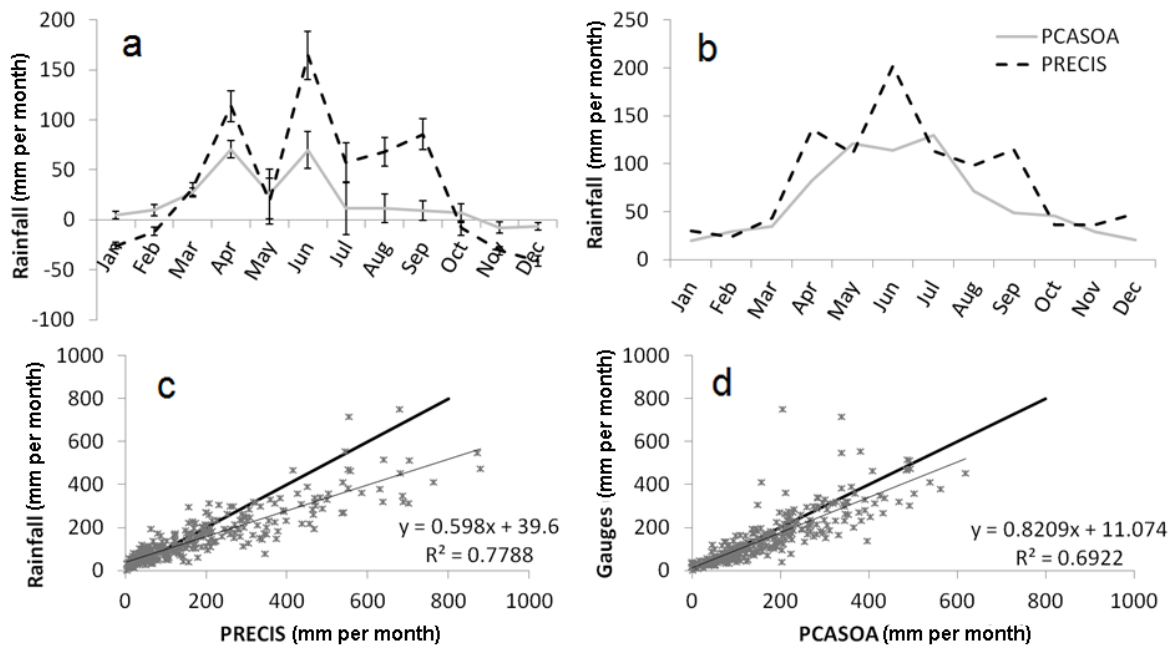 a
Rainfall (mm per month)
200
150
100
50
0
-50
-100
Jan Feb Mar Apr May Jun Jul Aug Sep Oct Nov Dec
b
PCASOA
PRECIS
Rainfall (mm per month)
250
200
150
100
50
0
Jan Feb Mar Apr May Jun Jul Aug Sep Oct Nov Dec
c
Rainfall (mm per month)
1000
800
600
400
200
0
y = 0.598x + 39.6
R² = 0.7788
0 200 400 600 800 1000
PRECIS (mm per month)
d
Gauges (mm per month)
1000
800
600
400
200
0
y = 0.8209x + 11.074
R² = 0.6922
0 200 400 600 800 1000
PCASOA (mm per month)